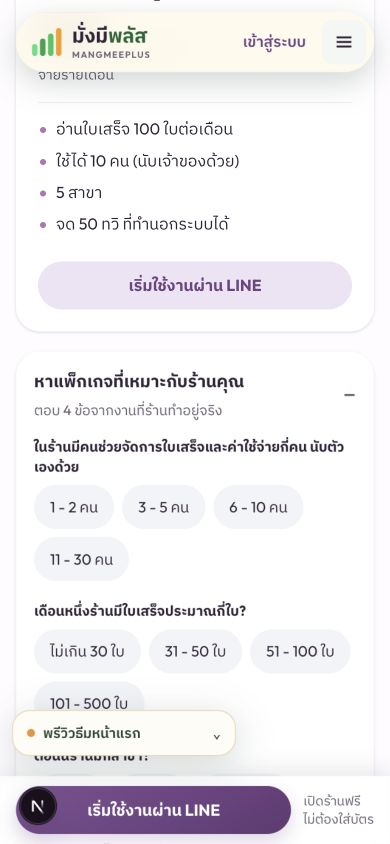 มั่งมีพลัส
MANGMEEPLUS
เข้าสู่ระบบ
จ่ายรายเดือน
อ่านใบเสร็จ 100 ใบต่อเดือน
ใช้ได้ 10 คน (นับเจ้าของด้วย)
5 สาขา
จด 50 ทวิ ที่ทำนอกระบบได้
เริ่มใช้งานผ่าน LINE
หาแพ็กเกจที่เหมาะกับร้านคุณ
ตอบ 4 ข้อจากงานที่ร้านทำอยู่จริง
ในร้านมีคนช่วยจัดการใบเสร็จและค่าใช้จ่ายกี่คน นับตัว
เองด้วย
1 - 2 คน
3 - 5 คน
6 - 10 คน
11 - 30 คน
เดือนหนึ่งร้านมีใบเสร็จประมาณกี่ใบ?
ไม่เกิน 30 ใบ
31 - 50 ใบ
51 - 100 ใบ
101 - 500 ใบ
พรีวิวธีมหน้าแรก
N
เริ่มใช้งานผ่าน LINE
เปิดร้านฟรี
ไม่ต้องใส่บัตร